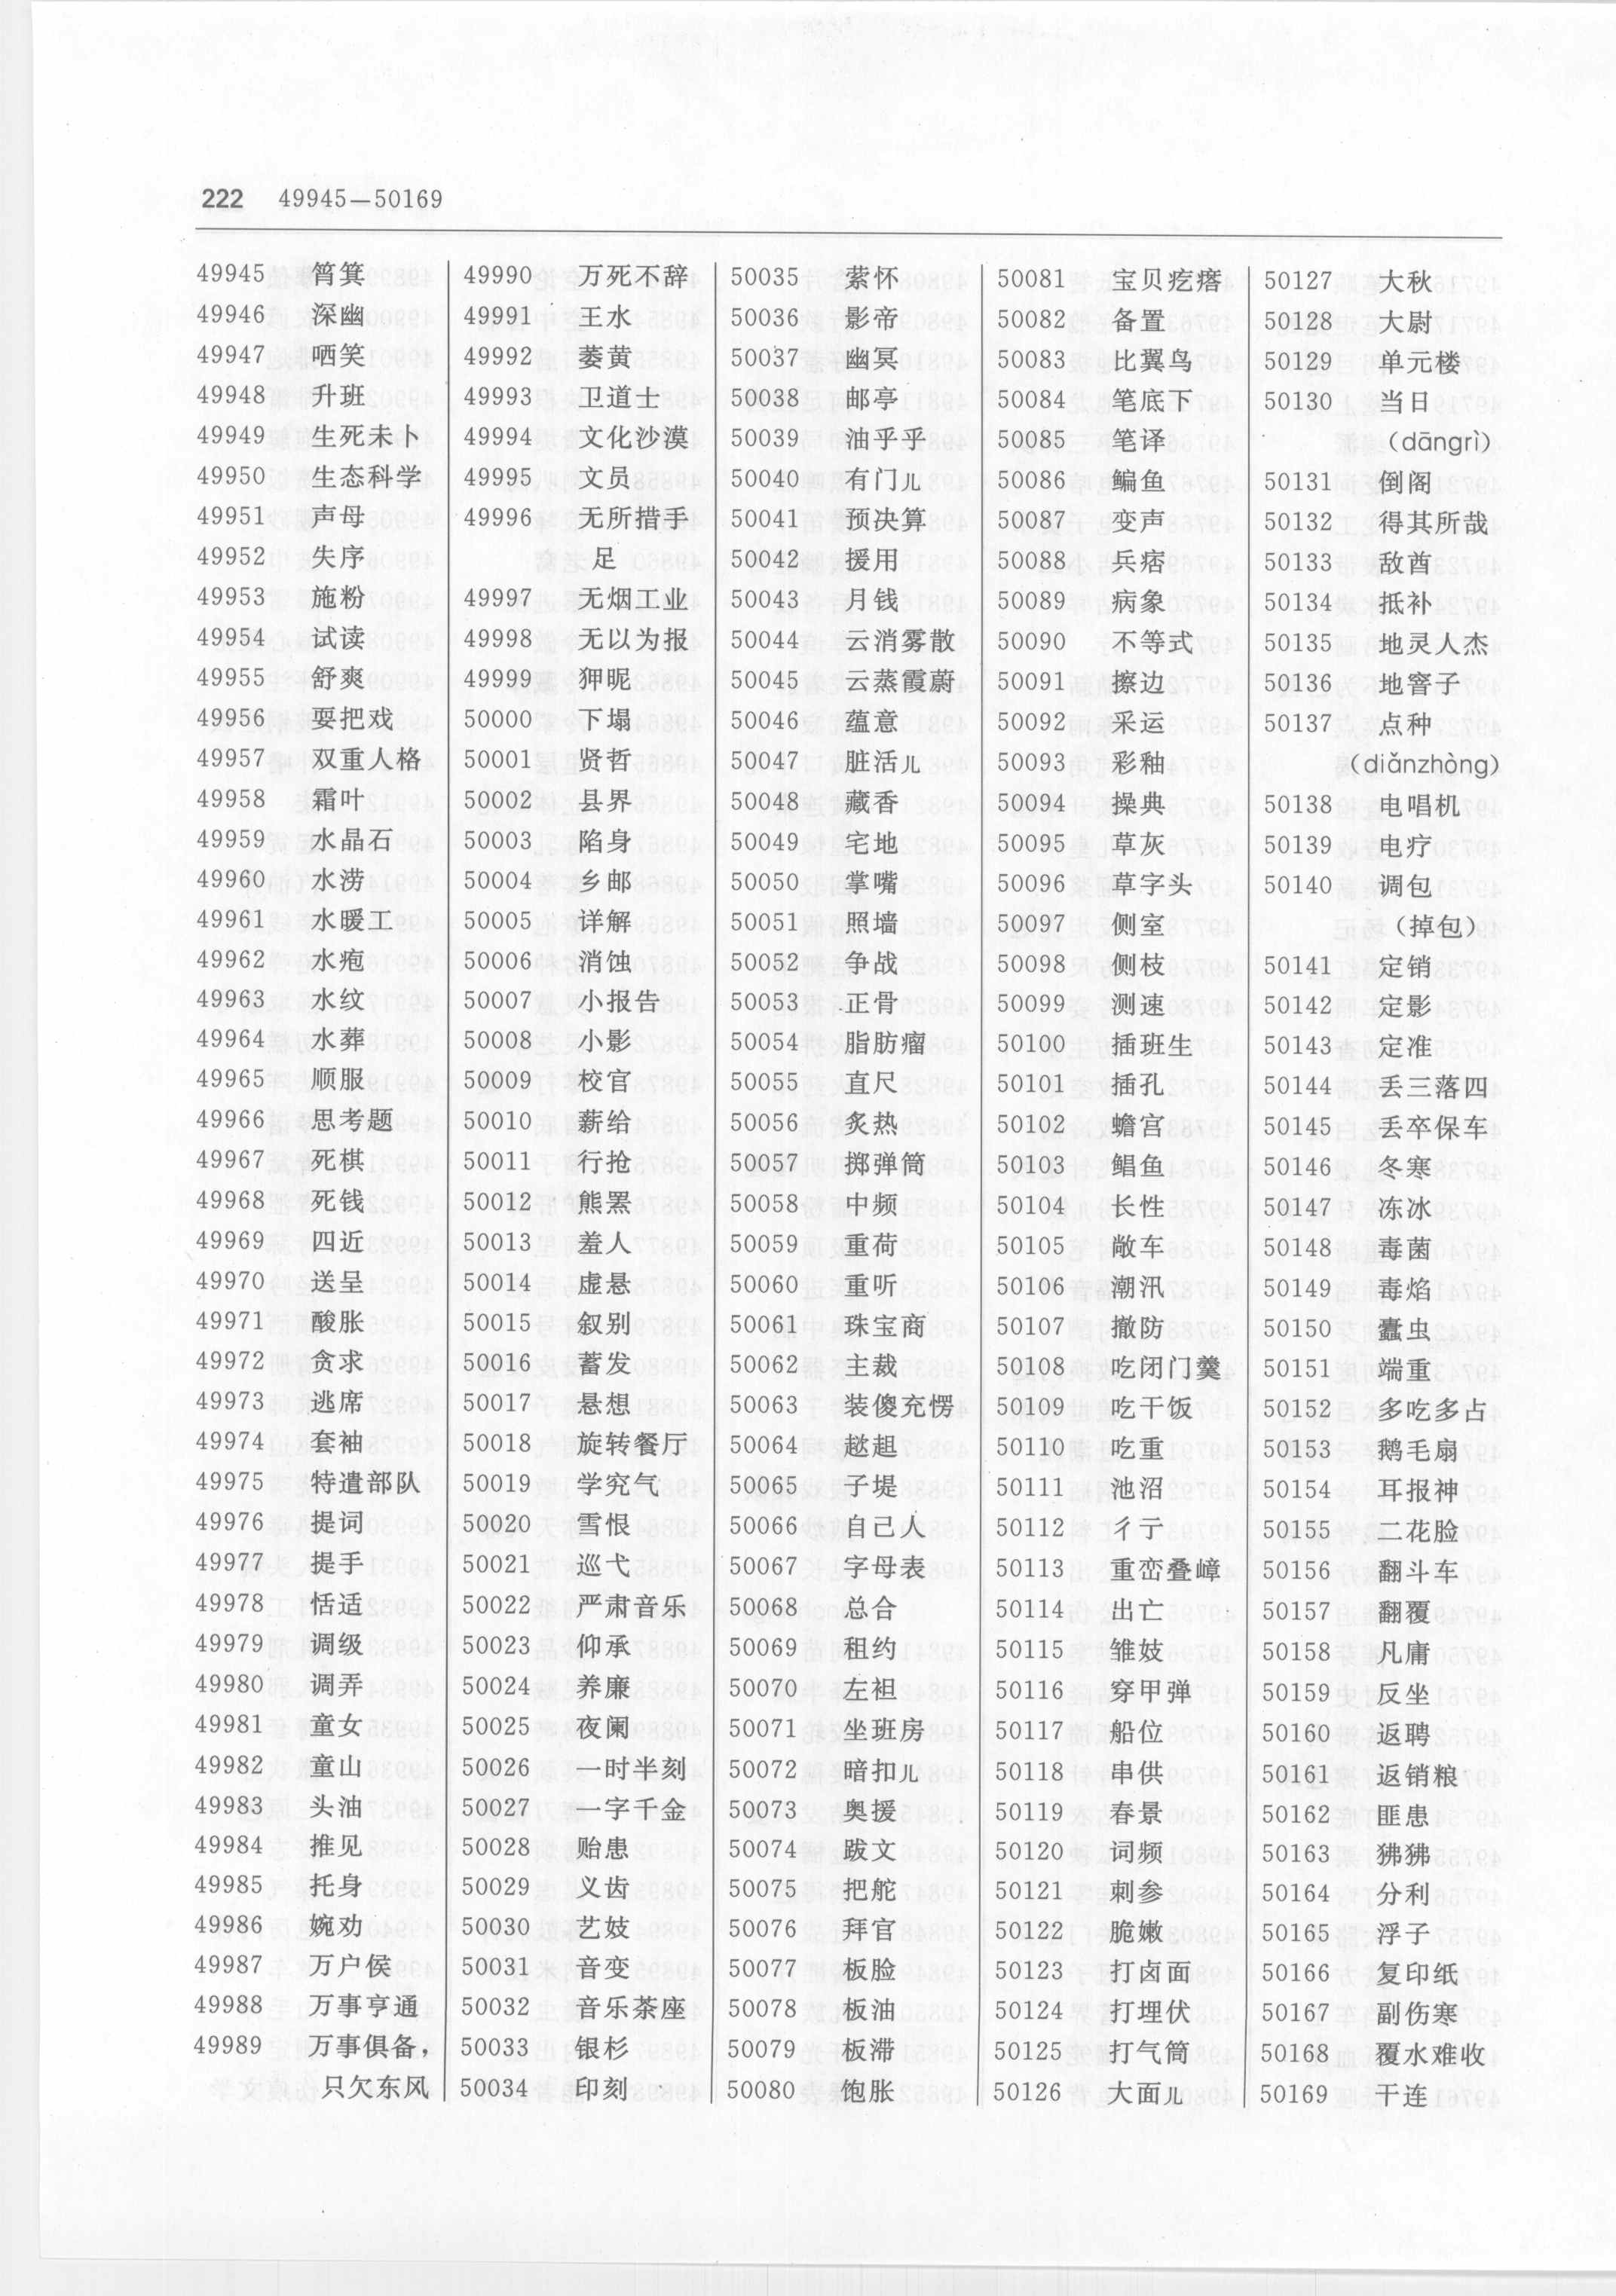 222 49945—50169
49945 筲箕
49946 深幽
49947 哂笑
49948 升班
49949 生死未卜
49950 生态科学
49951 声母
49952 失序
49953 施粉
49954 试读
49955 舒爽
49956 耍把戏
49957 双重人格
49958 霜叶
49959 水晶石
49960 水涝
49961 水暖工
49962 水疱
49963 水纹
49964 水葬
49965 顺服
49966 思考题
49967 死棋
49968 死钱
49969 四近
49970 送呈
49971 酸胀
49972 贪求
49973 逃席
49974 套袖
49975 特遣部队
49976 提词
49977 提手
49978 恬适
49979 调级
49980 调弄
49981 童女
49982 童山
49983 头油
49984 推见
49985 托身
49986 婉劝
49987 万户侯
49988 万事亨通
49989 万事俱备，
只欠东风
49990 万死不辞
49991 王水
49992 萎黄
49993 卫道士
49994 文化沙漠
49995 文员
49996 无所措手
足
49997 无烟工业
49998 无以为报
49999 狎昵
50000 下塌
50001 贤哲
50002 县界
50003 陷身
50004 乡邮
50005 详解
50006 消蚀
50007 小报告
50008 小影
50009 校官
50010 薪给
50011 行抢
50012 熊罴
50013 羞人
50014 虚悬
50015 叙别
50016 蓄发
50017 悬想
50018 旋转餐厅
50019 学究气
50020 雪恨
50021 巡弋
50022 严肃音乐
50023 仰承
50024 养廉
50025 夜阑
50026 一时半刻
50027 一字千金
50028 贻患
50029 义齿
50030 艺妓
50031 音变
50032 音乐茶座
50033 银杉
50034 印刻
50035 萦怀
50036 影帝
50037 幽冥
50038 邮亭
50039 油乎乎
50040 有门儿
50041 预决算
50042 援用
50043 月钱
50044 云消雾散
50045 云蒸霞蔚
50046 蕴意
50047 脏活儿
50048 藏香
50049 宅地
50050 掌嘴
50051 照墙
50052 争战
50053 正骨
50054 脂肪瘤
50055 直尺
50056 炙热
50057 掷弹筒
50058 中频
50059 重荷
50060 重听
50061 珠宝商
50062 主裁
50063 装傻充愣
50064 趑趄
50065 子堤
50066 自己人
50067 字母表
50068 总合
50069 租约
50070 左袒
50071 坐班房
50072 暗扣儿
50073 奥援
50074 跋文
50075 把舵
50076 拜官
50077 板脸
50078 板油
50079 板滞
50080 饱胀
50081 宝贝疙瘩
50082 备置
50083 比翼鸟
50084 笔底下
50085 笔译
50086 鳊鱼
50087 变声
50088 兵痞
50089 病象
50090 不等式
50091 擦边
50092 采运
50093 彩釉
50094 操典
50095 草灰
50096 草字头
50097 侧室
50098 侧枝
50099 测速
50100 插班生
50101 插孔
50102 蟾宫
50103 鲳鱼
50104 长性
50105 敞车
50106 潮汛
50107 撤防
50108 吃闭门羹
50109 吃干饭
50110 吃重
50111 池沼
50112 彳亍
50113 重峦叠嶂
50114 出亡
50115 雏妓
50116 穿甲弹
50117 船位
50118 串供
50119 春景
50120 词频
50121 刺参
50122 脆嫩
50123 打卤面
50124 打埋伏
50125 打气筒
50126 大面儿
50127 大秋
50128 大尉
50129 单元楼
50130 当日
（dāngrì）
50131 倒阁
50132 得其所哉
50133 敌酋
50134 抵补
50135 地灵人杰
50136 地窨子
50137 点种
（diǎnzhòng）
50138 电唱机
50139 电疗
50140 调包
（掉包）
50141 定销
50142 定影
50143 定准
50144 丢三落四
50145 丢卒保车
50146 冬寒
50147 冻冰
50148 毒菌
50149 毒焰
50150 蠹虫
50151 端重
50152 多吃多占
50153 鹅毛扇
50154 耳报神
50155 二花脸
50156 翻斗车
50157 翻覆
50158 凡庸
50159 反坐
50160 返聘
50161 返销粮
50162 匪患
50163 狒狒
50164 分利
50165 浮子
50166 复印纸
50167 副伤寒
50168 覆水难收
50169 干连